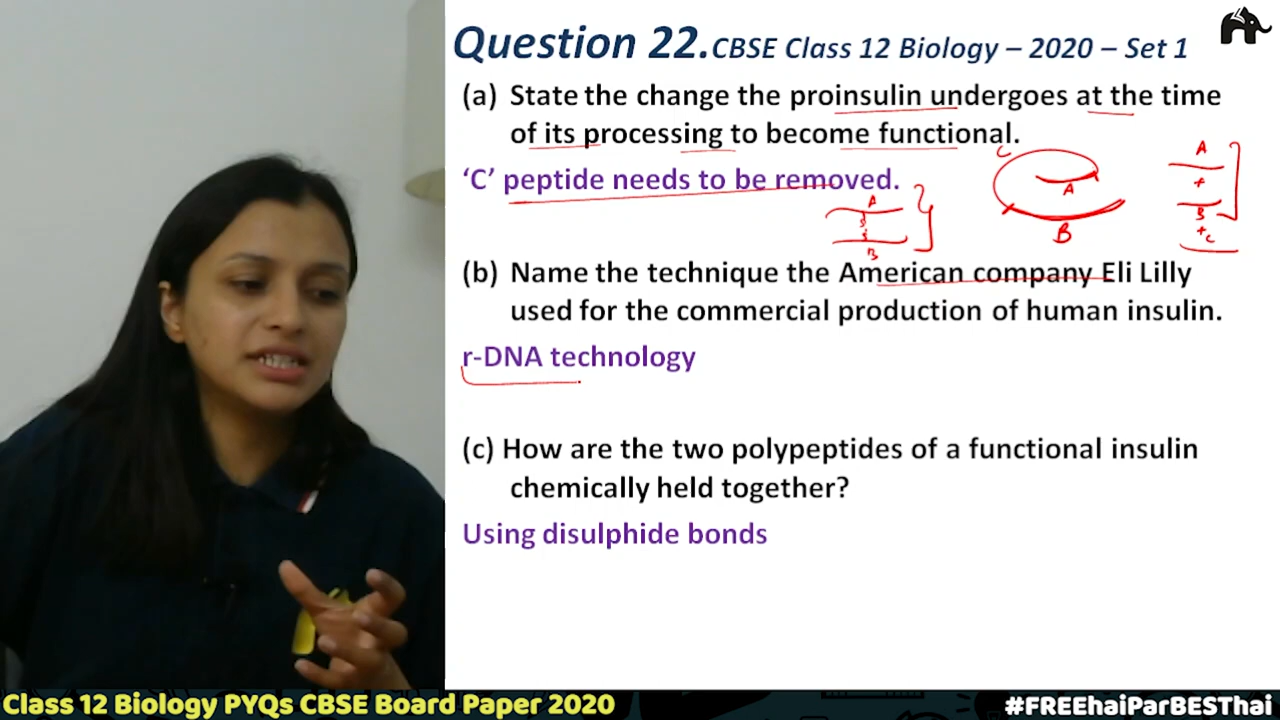 Question 22.CBSE Class 12 Biology – 2020 – Set 1
(a) State the change the proinsulin undergoes at the time
of its processing to become functional.
‘C’ peptide needs to be removed.
C
A
B
A
+
B
+C
A
B
(b) Name the technique the American company Eli Lilly
used for the commercial production of human insulin.
r-DNA technology
(c) How are the two polypeptides of a functional insulin
chemically held together?
Using disulphide bonds
Class 12 Biology PYQs CBSE Board Paper 2020
#FREEhaiParBESThai